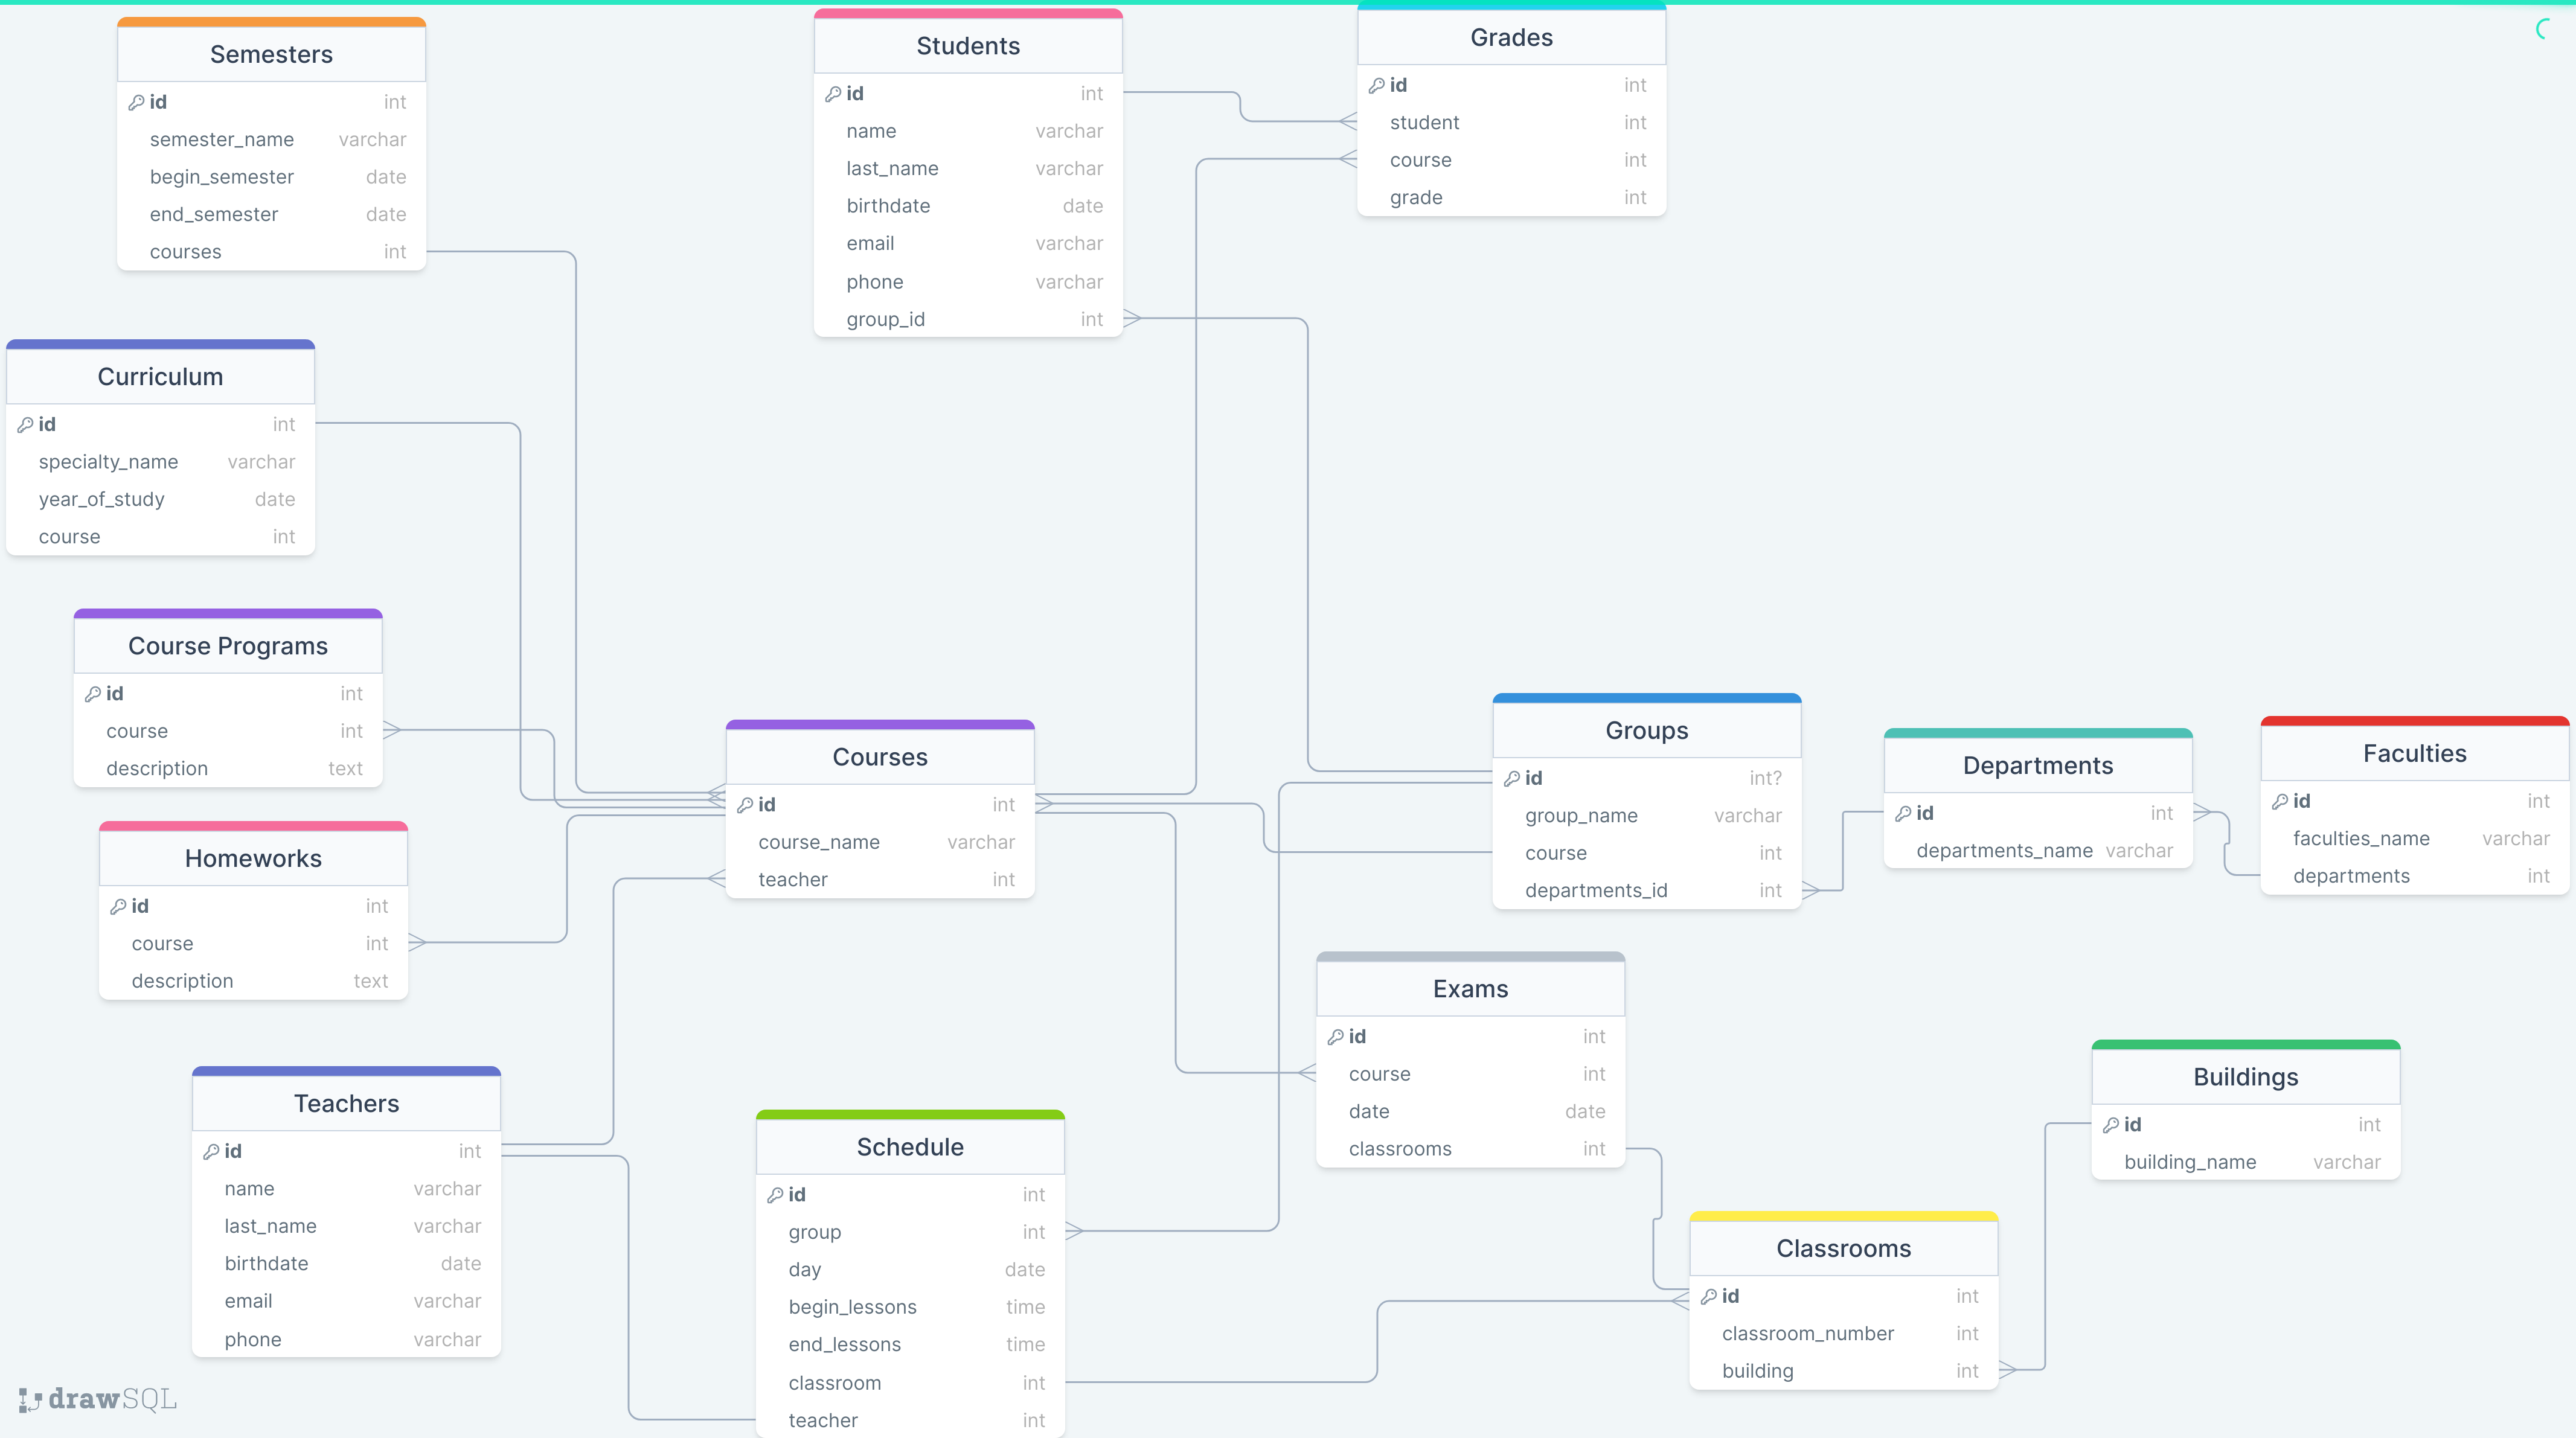 Semesters
id int
semester_name varchar
begin_semester date
end_semester date
courses int
Students
id int
name varchar
last_name varchar
birthdate date
email varchar
phone varchar
group_id int
Grades
id int
student int
course int
grade int
Curriculum
id int
specialty_name varchar
year_of_study date
course int
Course Programs
id int
course int
description text
Homeworks
id int
course int
description text
Courses
id int
course_name varchar
teacher int
Groups
id int?
group_name varchar
course int
departments_id int
Departments
id int
departments_name varchar
Faculties
id int
faculties_name varchar
departments int
Teachers
id int
name varchar
last_name varchar
birthdate date
email varchar
phone varchar
Schedule
id int
group int
day date
begin_lessons time
end_lessons time
classroom int
teacher int
Exams
id int
course int
date date
classrooms int
Buildings
id int
building_name varchar
Classrooms
id int
classroom_number int
building int
drawSQL